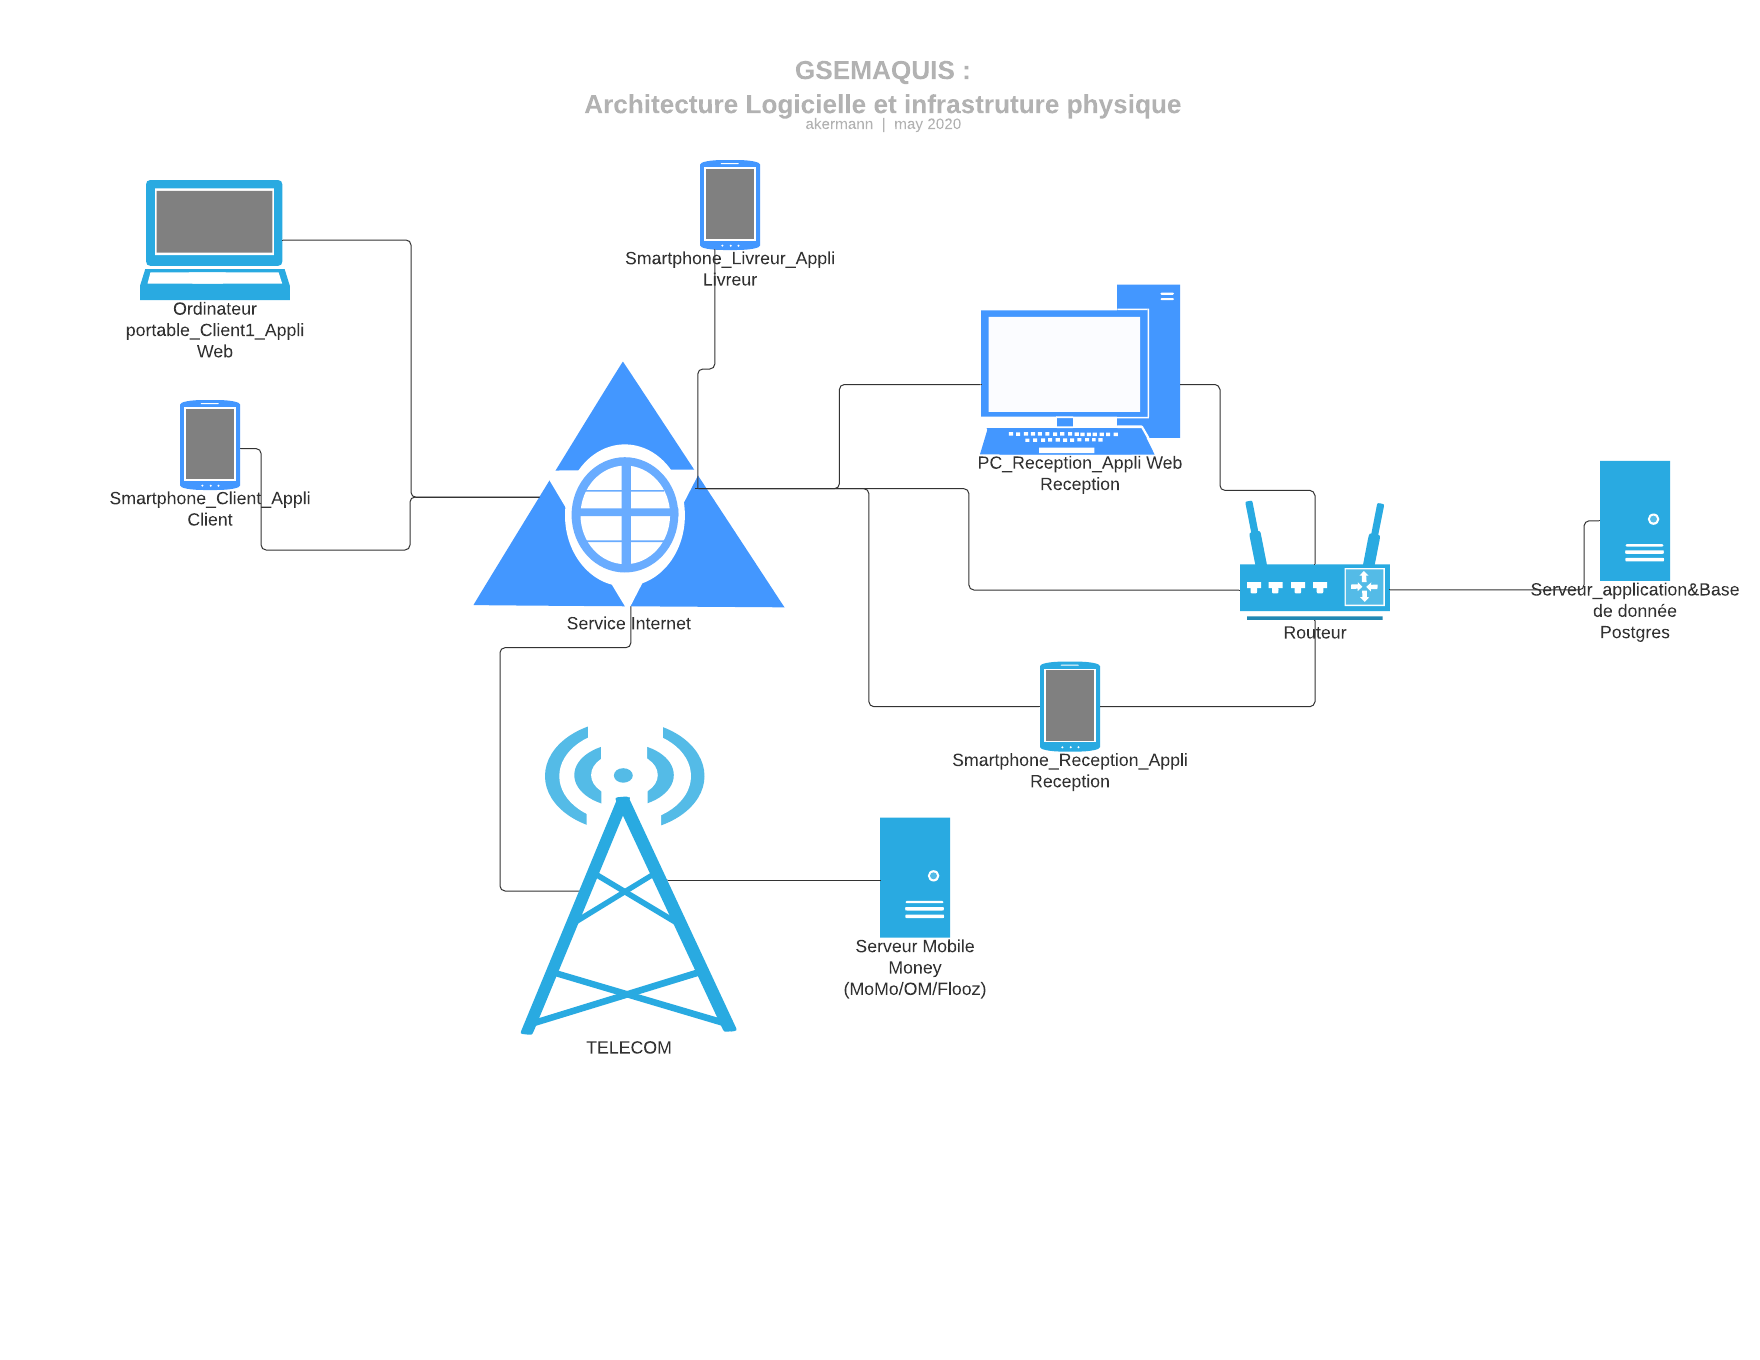 GSEMAQUIS :
Architecture Logicielle et infrastruture physique
akermann | may 2020
Smartphone_Livreur_Appli
Livreur
Ordinateur
portable_Client1_Appli
Web
Smartphone_Client_Appli
Client
PC_Reception_Appli Web
Reception
Serveur_application&Base
de donnée
Postgres
Service Internet
Routeur
Smartphone_Reception_Appli
Reception
Serveur Mobile
Money
(MoMo/OM/Flooz)
TELECOM